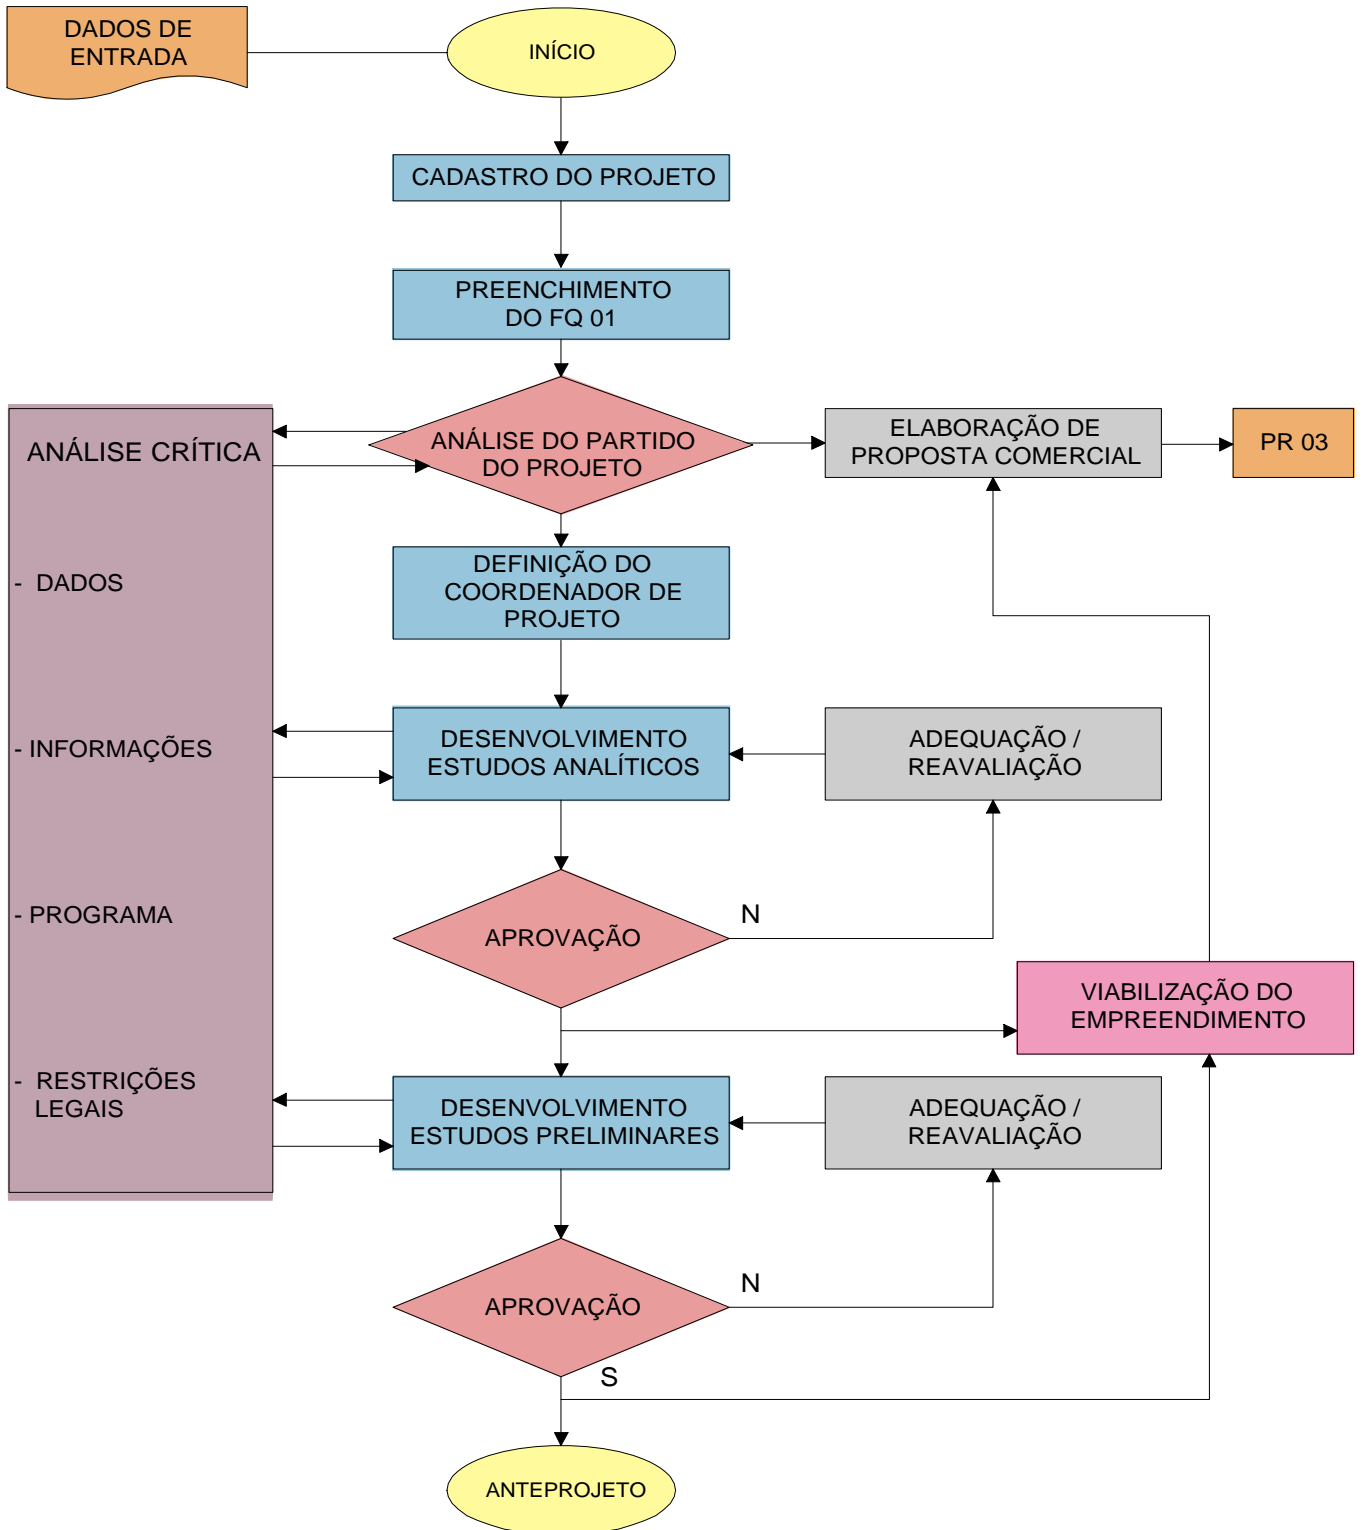 DADOS DE
ENTRADA
INÍCIO
CADASTRO DO PROJETO
PREENCHIMENTO
DO FQ 01
ANÁLISE CRÍTICA
ANÁLISE DO PARTIDO
DO PROJETO
ELABORAÇÃO DE
PROPOSTA COMERCIAL
PR 03
- DADOS
DEFINIÇÃO DO
COORDENADOR DE
PROJETO
- INFORMAÇÕES
DESENVOLVIMENTO
ESTUDOS ANALÍTICOS
ADEQUAÇÃO /
REAVALIAÇÃO
- PROGRAMA
APROVAÇÃO
N
VIABILIZAÇÃO DO
EMPREENDIMENTO
- RESTRIÇÕES
LEGAIS
DESENVOLVIMENTO
ESTUDOS PRELIMINARES
ADEQUAÇÃO /
REAVALIAÇÃO
APROVAÇÃO
N
S
ANTEPROJETO